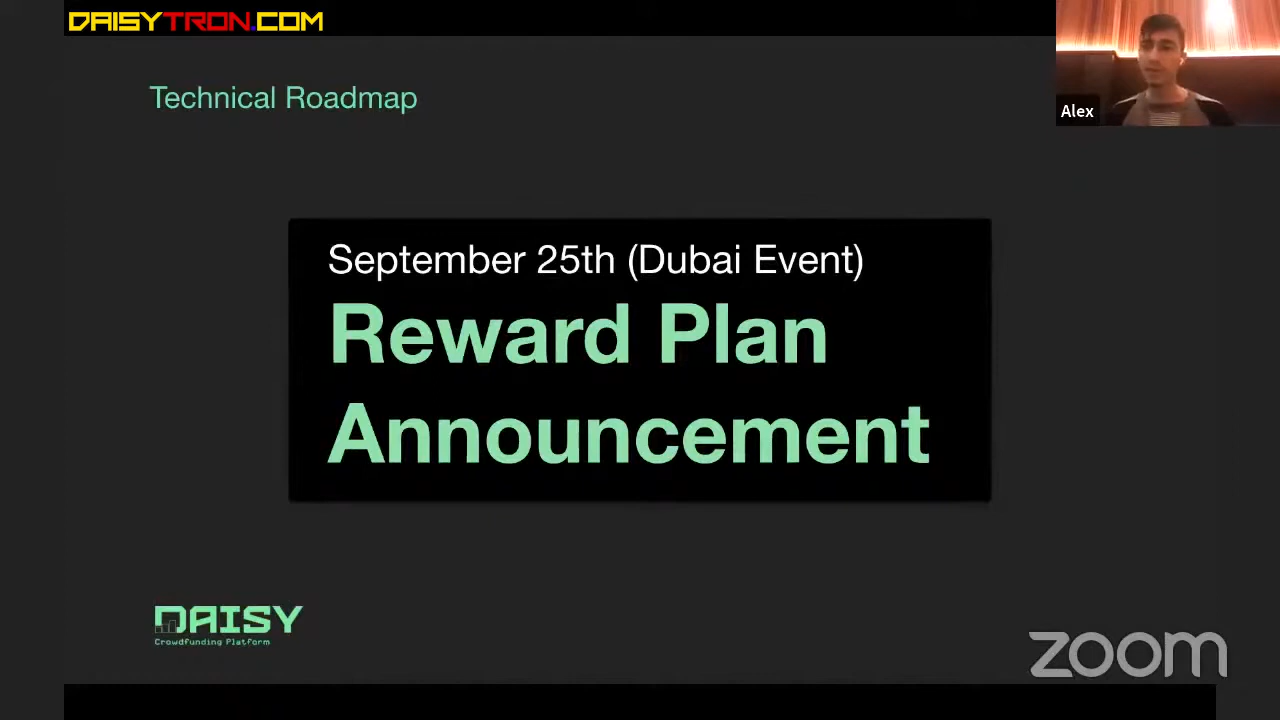 DAISYTRON.COM
Technical Roadmap
Alex
September 25th (Dubai Event)
Reward Plan
Announcement
DAISY
Crowdfunding Platform
zoom